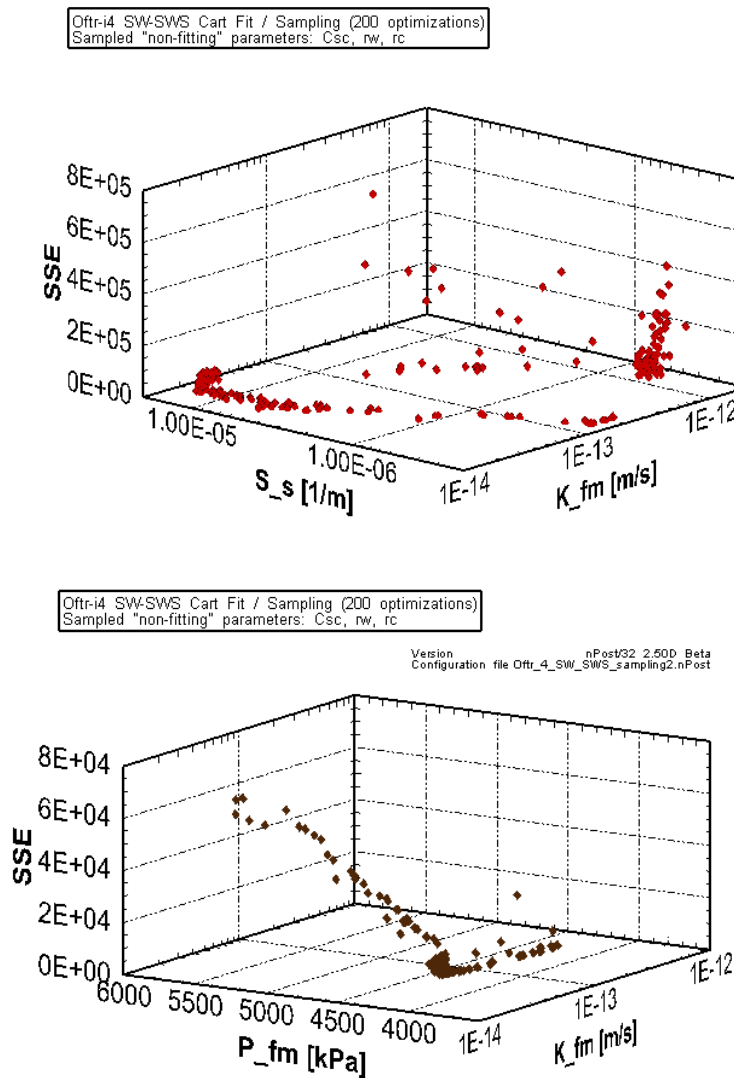 Oftr-i4 SW-SWS Cart Fit / Sampling (200 optimizations)
Sampled "non-fitting" parameters: Csc, rw, rc
8E+05
6E+05
4E+05
2E+05
0E+00
SSE
1.00E-05
1.00E-06
S_s [1/m]
1E-14
1E-13
1E-12
K_fm [m/s]
Oftr-i4 SW-SWS Cart Fit / Sampling (200 optimizations)
Sampled "non-fitting" parameters: Csc, rw, rc
Version nPost/32 2.50D Beta
Configuration file Oftr_4_SW_SWS_sampling2.nPost
8E+04
6E+04
4E+04
2E+04
0E+00
SSE
6000
5500
5000
4500
4000
P_fm [kPa]
1E-14
1E-13
1E-12
K_fm [m/s]